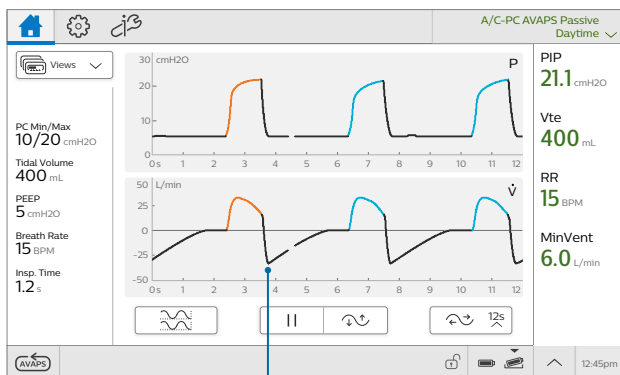 A/C-PC AVAPS Passive
Daytime
Views
PC Min/Max
10/20 cmH2O
Tidal Volume
400 mL
PEEP
5 cmH2O
Breath Rate
15 BPM
Insp. Time
1.2 s
30 cmH2O
P
20
10
0
0s 1 2 3 4 5 6 7 8 9 10 11 12
50 L/min
V̇
25
0
-25
-50
0s 1 2 3 4 5 6 7 8 9 10 11 12
12s
PIP
21.1 cmH2O
Vte
400 mL
RR
15 BPM
MinVent
6.0 L/min
AVAPS
12:45pm